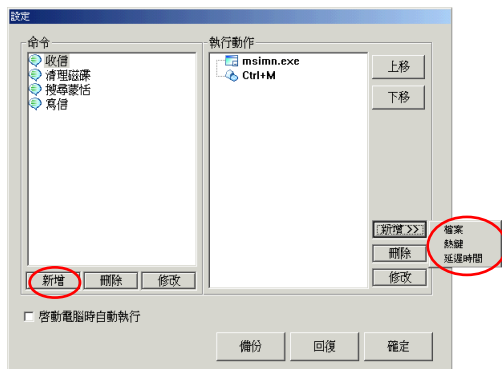 設定
命令
收信
清理磁碟
搜尋蒙恬
寫信
新增
刪除
修改
執行動作
msimn.exe
Ctrl+M
上移
下移
新增 >>
刪除
修改
檔案
熱鍵
延遲時間
啓動電腦時自動執行
備份
回復
確定